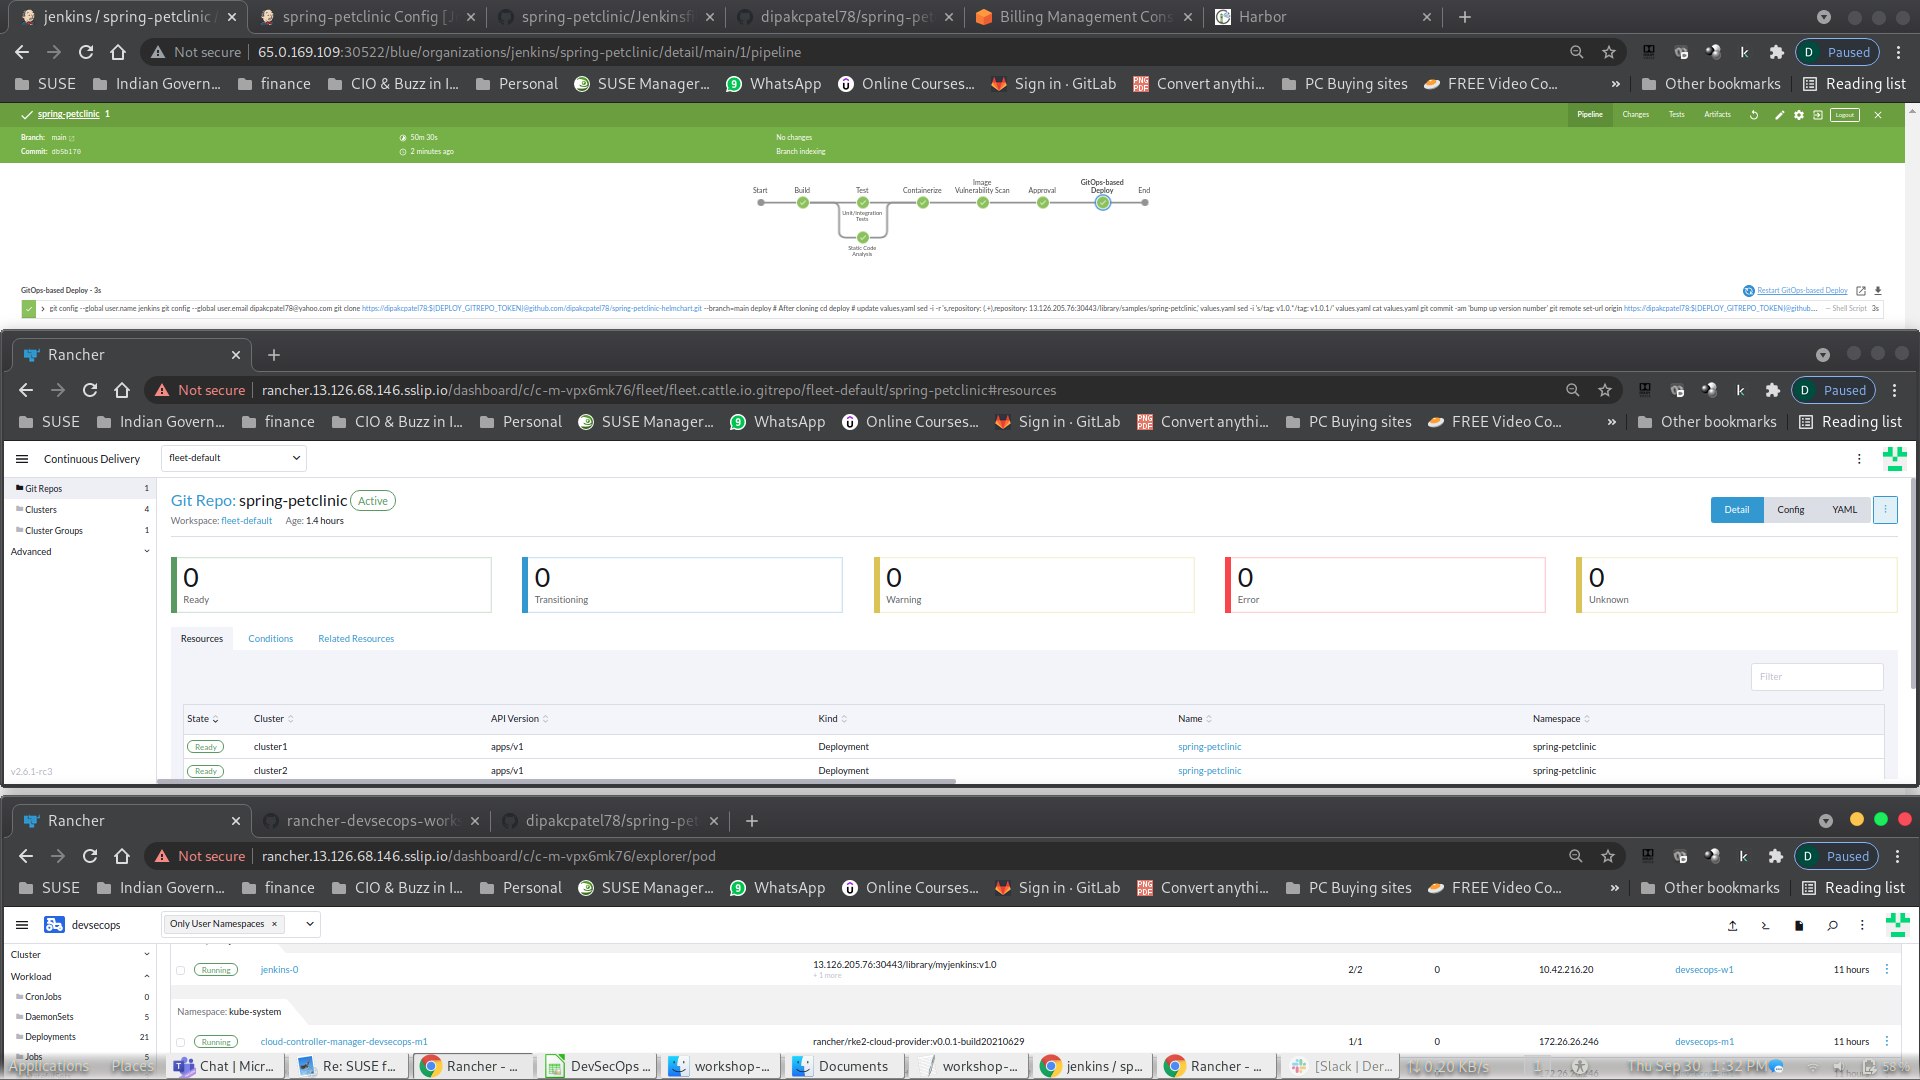 jenkins / spring-petclinic / spring-petclinic Config [J spring-petclinic/Jenkinsfi dipakcpatel78/spring-pet Billing Management Cons Harbor
Not secure 65.0.169.109:30522/blue/organizations/jenkins/spring-petclinic/detail/main/1/pipeline D Paused
SUSE Indian Govern... finance CIO & Buzz in I... Personal SUSE Manager... WhatsApp Online Courses... Sign in · GitLab Convert anythi... PC Buying sites FREE Video Co... » Other bookmarks Reading list
spring-petclinic 1 Pipeline Changes Tests Artifacts Logout
Branch: main 50m 30s No changes
Commit: db5b170 2 minutes ago Branch indexing
Start Build Test Containerize Image Vulnerability Scan Approval GitOps-based Deploy End
Unit/Integration Tests
Static Code Analysis
GitOps-based Deploy - 3s Restart GitOps-based Deploy
git config --global user.name jenkins git config --global user.email dipakcpatel78@yahoo.com git clone https://dipakcpatel78:${DEPLOY_GITREPO_TOKEN}@github.com/dipakcpatel78/spring-petclinic-helmchart.git --branch=main deploy # After cloning cd deploy # update values.yaml sed -i -r 's,repository: (.+),repository: 13.126.205.76:30443/library/samples/spring-petclinic,' values.yaml sed -i 's/tag: v1.0.*/tag: v1.0.1/' values.yaml cat values.yaml git commit -am 'bump up version number' git remote set-url origin https://dipakcpatel78:${DEPLOY_GITREPO_TOKEN}@github... — Shell Script 3s
Rancher
Not secure rancher.13.126.68.146.sslip.io/dashboard/c/c-m-vpx6mk76/fleet/fleet.cattle.io.gitrepo/fleet-default/spring-petclinic#resources D Paused
SUSE Indian Govern... finance CIO & Buzz in I... Personal SUSE Manager... WhatsApp Online Courses... Sign in · GitLab Convert anythi... PC Buying sites FREE Video Co... » Other bookmarks Reading list
Continuous Delivery fleet-default
Git Repos 1
Clusters 4
Cluster Groups 1
Advanced
v2.6.1-rc3
Git Repo: spring-petclinic Active
Workspace: fleet-default Age: 1.4 hours
Detail Config YAML
0 0 0 0 0
Ready Transitioning Warning Error Unknown
Resources Conditions Related Resources
Filter
State Cluster API Version Kind Name Namespace
Ready cluster1 apps/v1 Deployment spring-petclinic spring-petclinic
Ready cluster2 apps/v1 Deployment spring-petclinic spring-petclinic
Rancher rancher-devsecops-works dipakcpatel78/spring-pet
Not secure rancher.13.126.68.146.sslip.io/dashboard/c/c-m-vpx6mk76/explorer/pod D Paused
SUSE Indian Govern... finance CIO & Buzz in I... Personal SUSE Manager... WhatsApp Online Courses... Sign in · GitLab Convert anythi... PC Buying sites FREE Video Co... » Other bookmarks Reading list
devsecops Only User Namespaces ×
Cluster
Workload
CronJobs 0
DaemonSets 5
Deployments 21
Jobs 5
Running jenkins-0 13.126.205.76:30443/library/myjenkins:v1.0 2/2 0 10.42.216.20 devsecops-w1 11 hours
+ 1 more
Namespace: kube-system
Running cloud-controller-manager-devsecops-m1 rancher/rke2-cloud-provider:v0.0.1-build20210629 1/1 0 172.26.26.246 devsecops-m1 11 hours
Applications Places Chat | Micr... Re: SUSE f... Rancher - ... DevSecOps ... workshop-... Documents workshop-... jenkins / sp... Rancher - ... [Slack | Der... 0.20 KB/s 1 Thu Sep 30 1:32 PM 58%